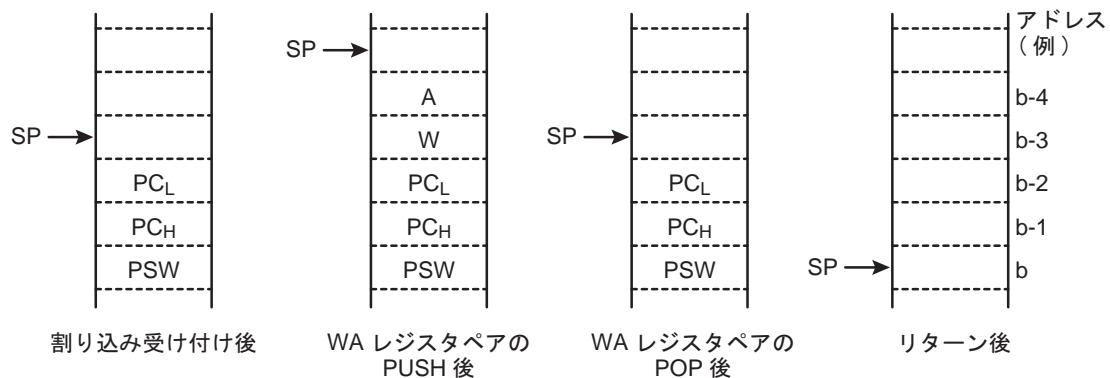 アドレス
( 例 )
SP
A
b-4
SP
W
SP
b-3
PCL
PCL
PCL
b-2
PCH
PCH
PCH
b-1
PSW
PSW
PSW
SP
b
割り込み受け付け後
WA レジスタペアの
PUSH 後
WA レジスタペアの
POP 後
リターン後